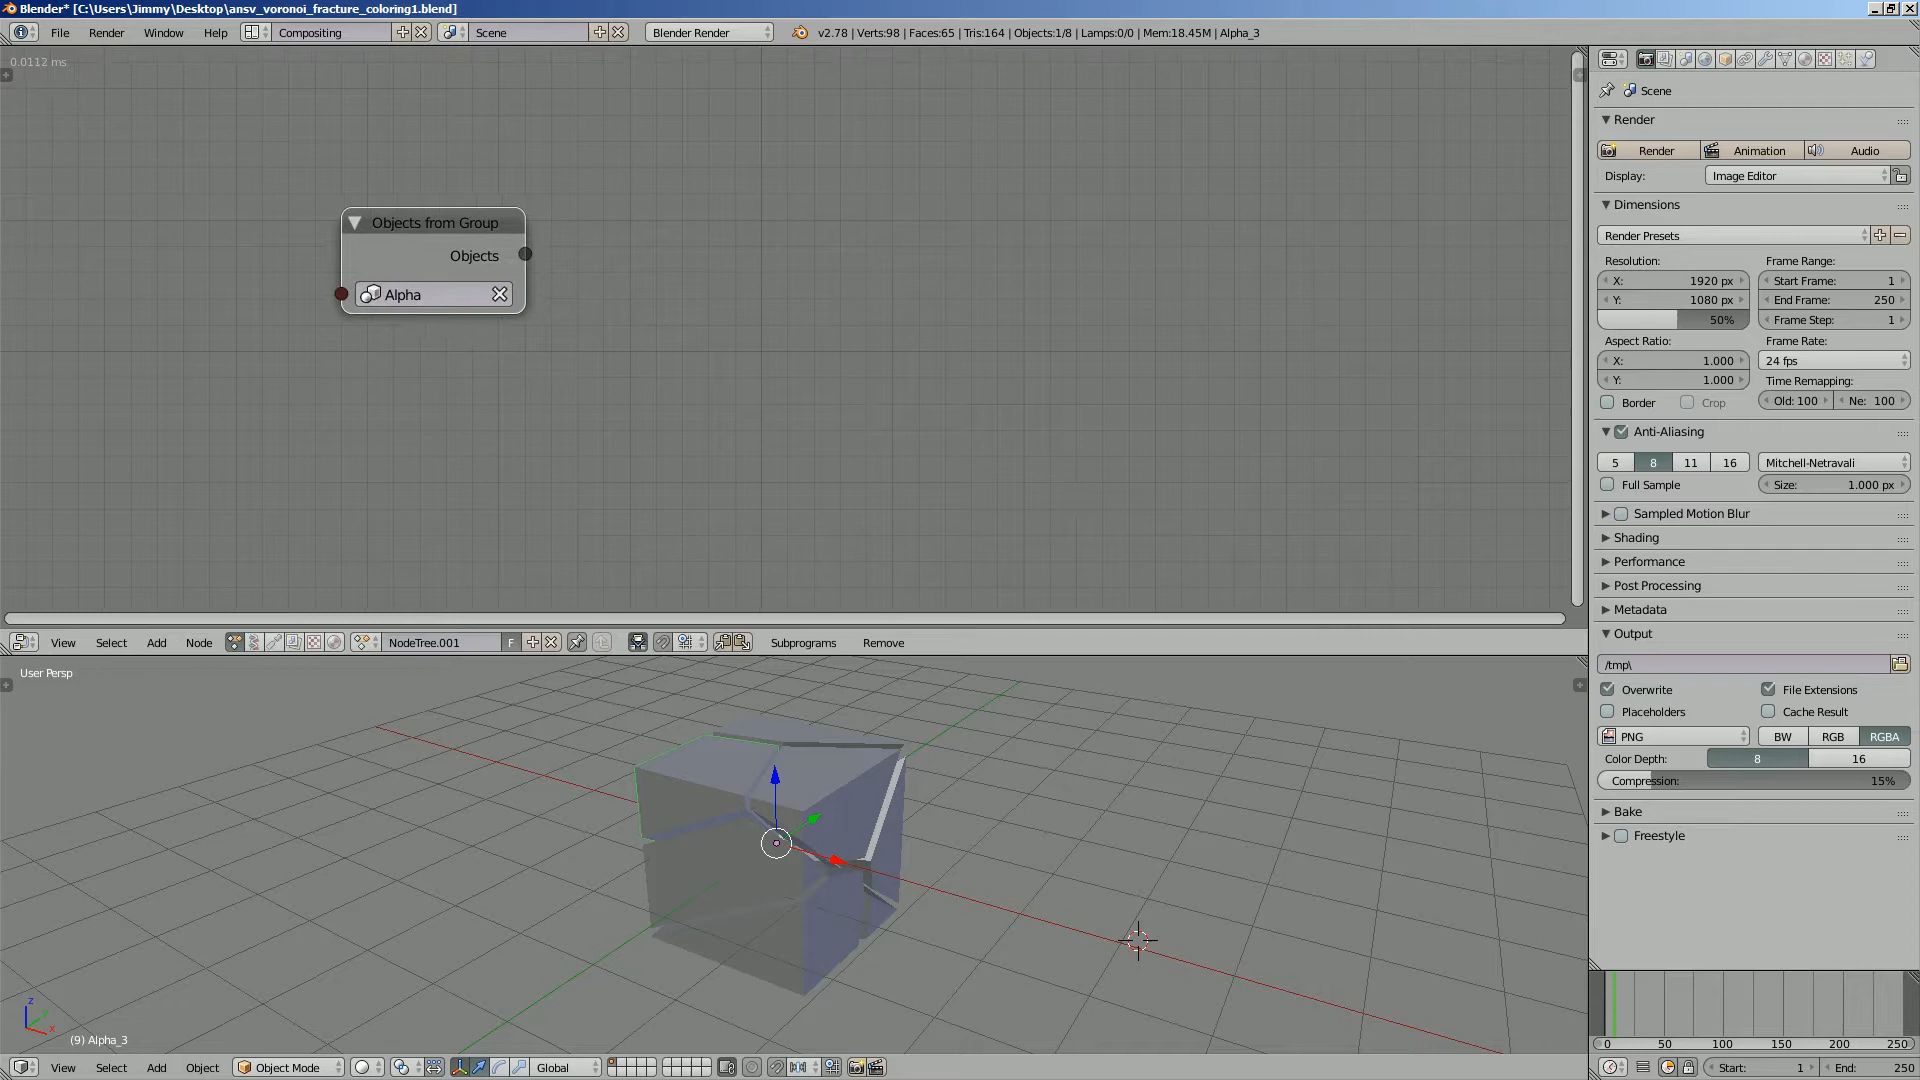 Blender* [C:\Users\Jimmy\Desktop\ansv_voronoi_fracture_coloring1.blend]
File Render Window Help Compositing Scene Blender Render v2.78 | Verts:98 | Faces:65 | Tris:164 | Objects:1/8 | Lamps:0/0 | Mem:18.45M | Alpha_3
0.0112 ms
Objects from Group
Objects
Alpha
View Select Add Node NodeTree.001 F Subprograms Remove
User Persp
z
y
x
(9) Alpha_3
View Select Add Object Object Mode Global
Scene
Render
Render Animation Audio
Display: Image Editor
Dimensions
Render Presets
Resolution: Frame Range:
X: 1920 px Start Frame: 1
Y: 1080 px End Frame: 250
50% Frame Step: 1
Aspect Ratio: Frame Rate:
X: 1.000 24 fps
Y: 1.000 Time Remapping:
Border Crop Old: 100 Ne: 100
Anti-Aliasing
5 8 11 16 Mitchell-Netravali
Full Sample Size: 1.000 px
Sampled Motion Blur
Shading
Performance
Post Processing
Metadata
Output
/tmp\
Overwrite File Extensions
Placeholders Cache Result
PNG BW RGB RGBA
Color Depth: 8 16
Compression: 15%
Bake
Freestyle
0 50 100 150 200 250
Start: 1 End: 250